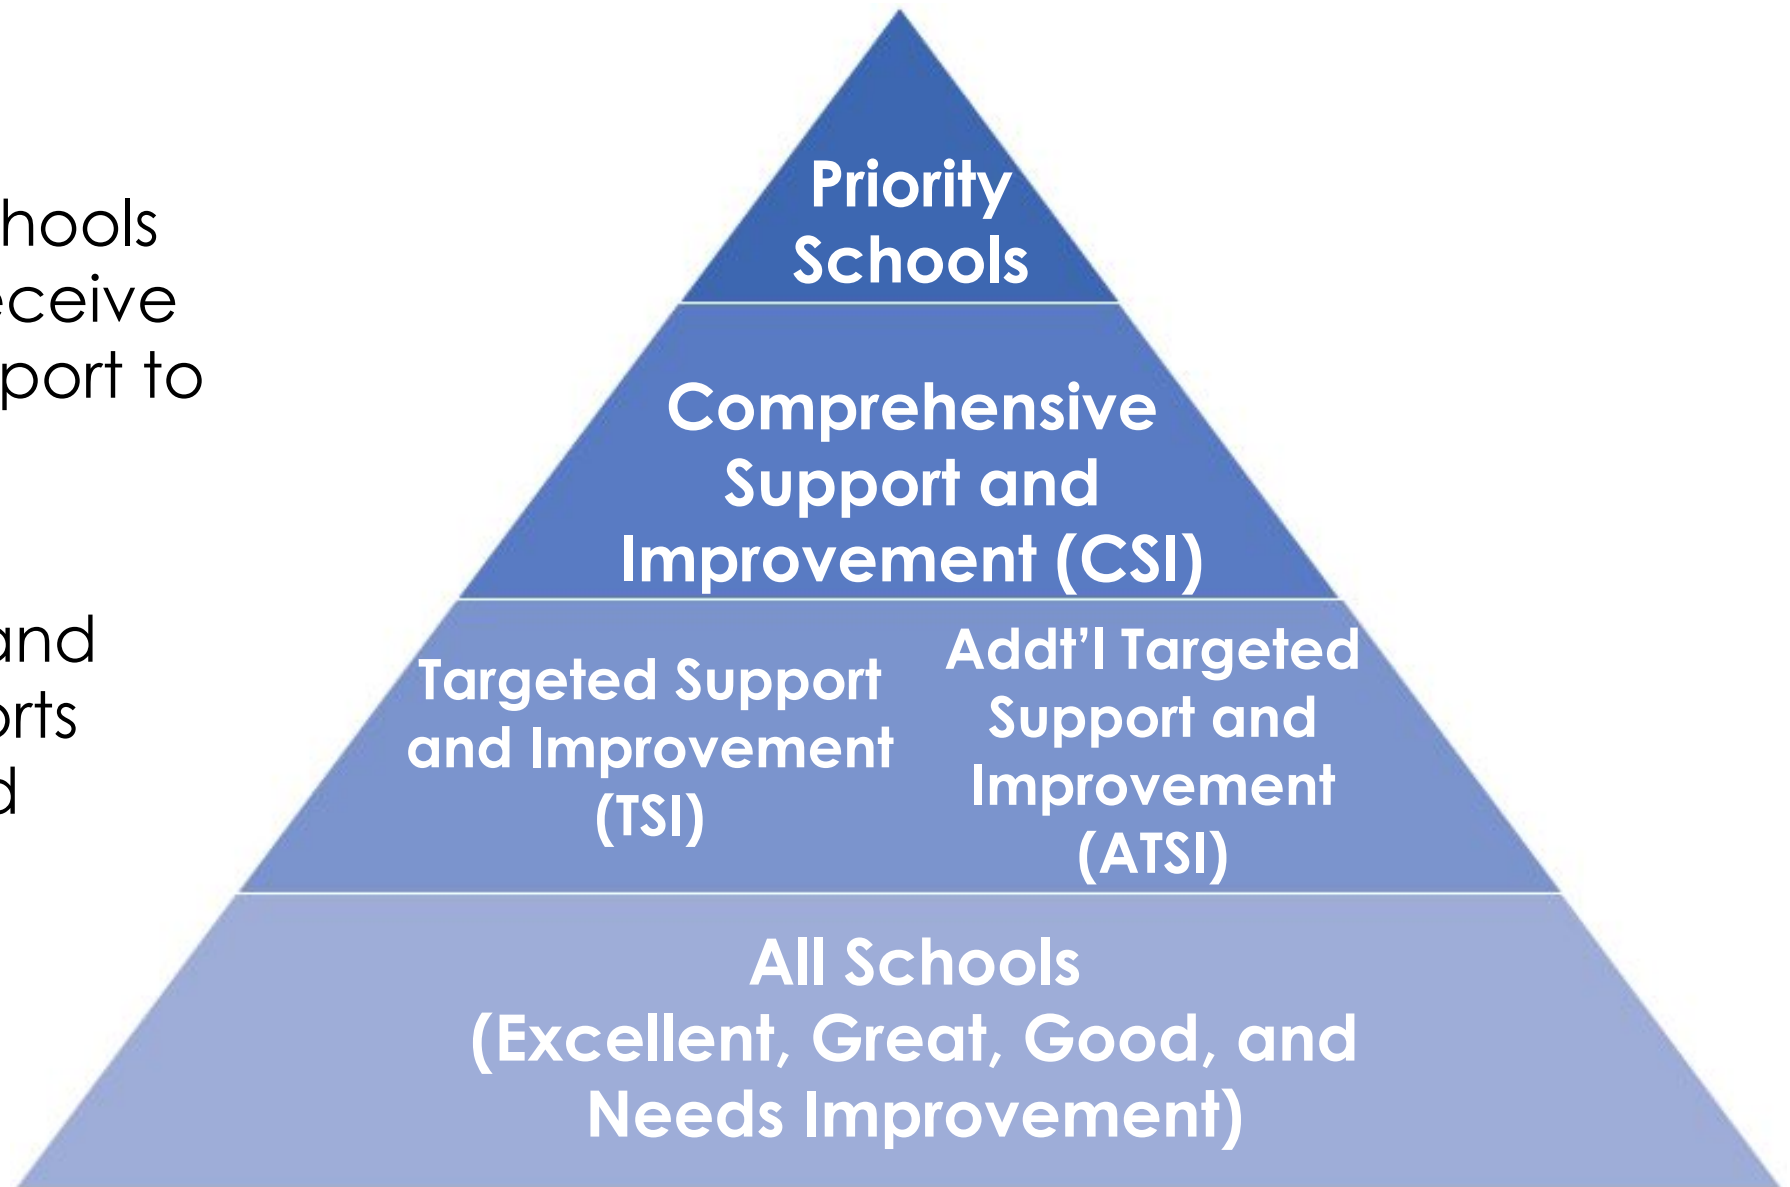 hools
eceive
port to
and
orts
d
Priority
Schools
Comprehensive
Support and
Improvement (CSI)
Targeted Support
and Improvement
(TSI)
Addt’l Targeted
Support and
Improvement
(ATSI)
All Schools
(Excellent, Great, Good, and
Needs Improvement)